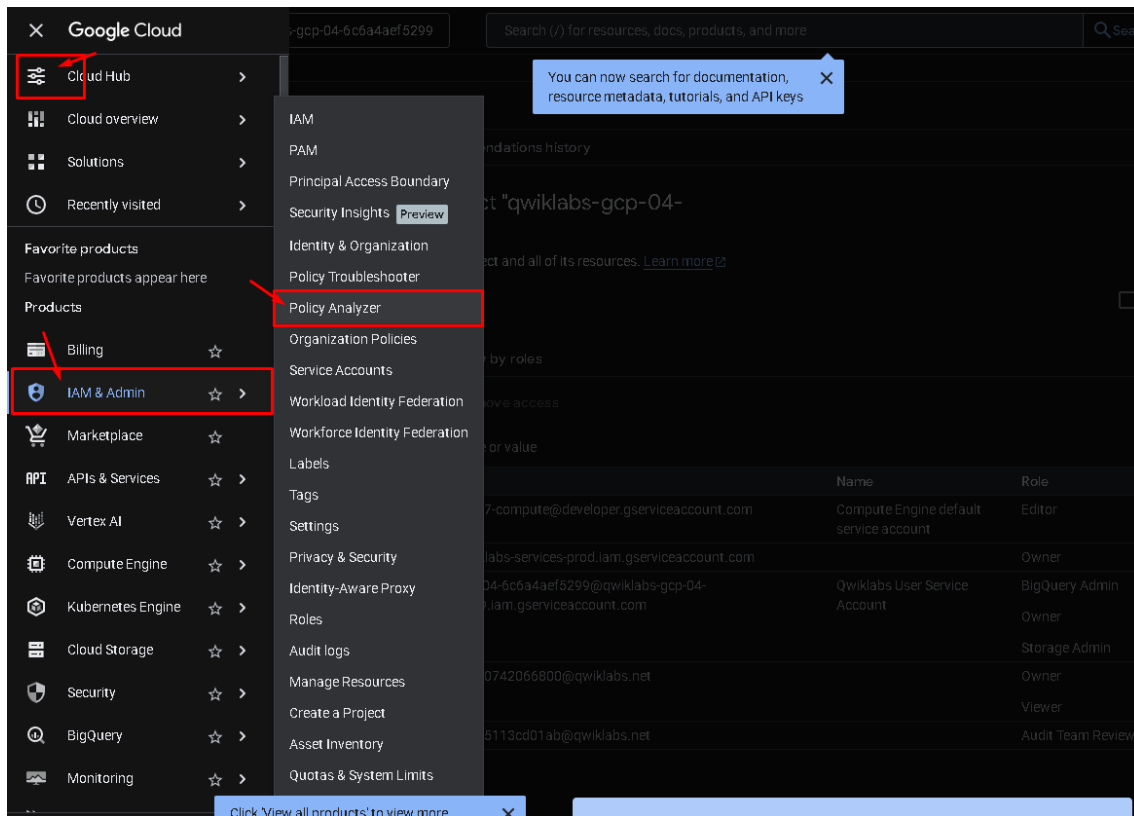 Google Cloud
s-gcp-04-6c6a4aef5299
Search (/) for resources, docs, products, and more
Sea
You can now search for documentation,
resource metadata, tutorials, and API keys
Cloud Hub
Cloud overview
Solutions
Recently visited
Favorite products
Favorite products appear here
Products
Billing
IAM & Admin
Marketplace
API APIs & Services
Vertex AI
Compute Engine
Kubernetes Engine
Cloud Storage
Security
BigQuery
Monitoring
IAM
PAM
Principal Access Boundary
Security Insights Preview
Identity & Organization
Policy Troubleshooter
Policy Analyzer
Organization Policies
Service Accounts
Workload Identity Federation
Workforce Identity Federation
Labels
Tags
Settings
Privacy & Security
Identity-Aware Proxy
Roles
Audit logs
Manage Resources
Create a Project
Asset Inventory
Quotas & System Limits
Click 'View all products' to view more
ndations history
ct "qwiklabs-gcp-04-
ect and all of its resources. Learn more
by roles
ove access
or value
Name Role
7-compute@developer.gserviceaccount.com Compute Engine default Editor
service account
labs-services-prod.iam.gserviceaccount.com Owner
04-6c6a4aef5299@qwiklabs-gcp-04- Qwiklabs User Service BigQuery Admin
.iam.gserviceaccount.com Account
Owner
Storage Admin
0742066800@qwiklabs.net Owner
Viewer
5113cd01ab@qwiklabs.net Audit Team Review